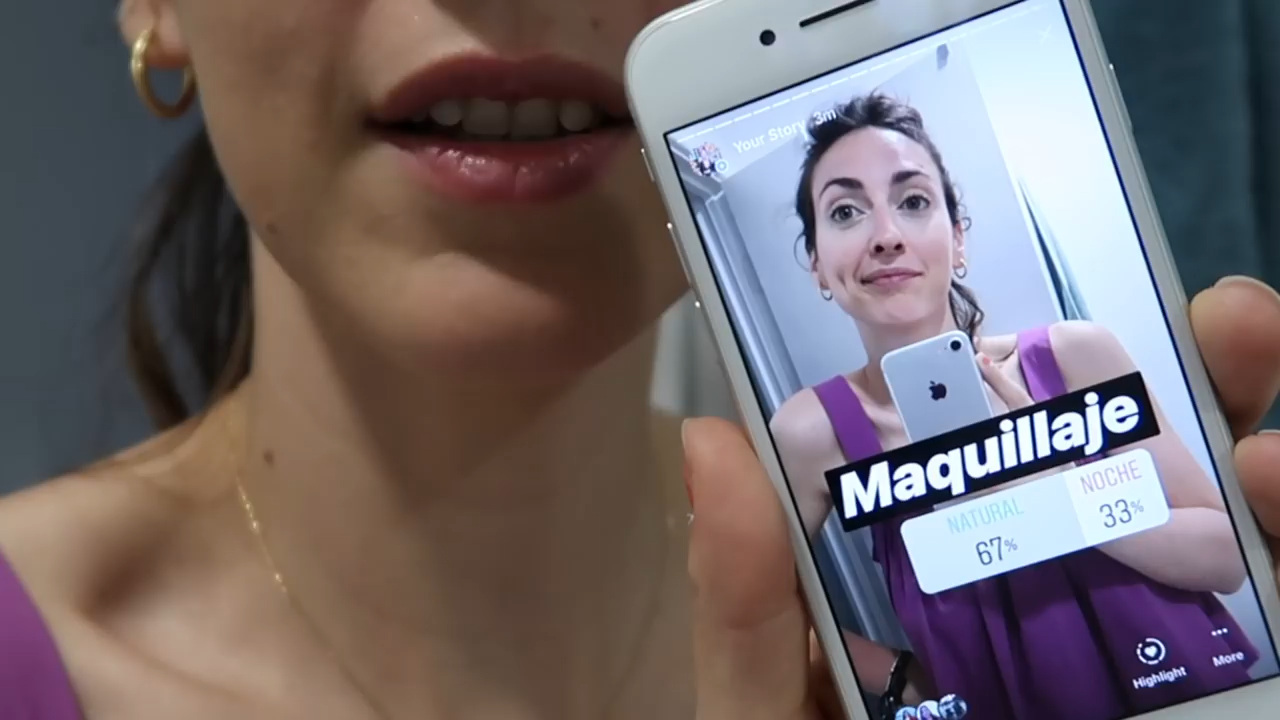 Your Story 3m
Maquillaje
NATURAL
67%
NOCHE
33%
Highlight
More